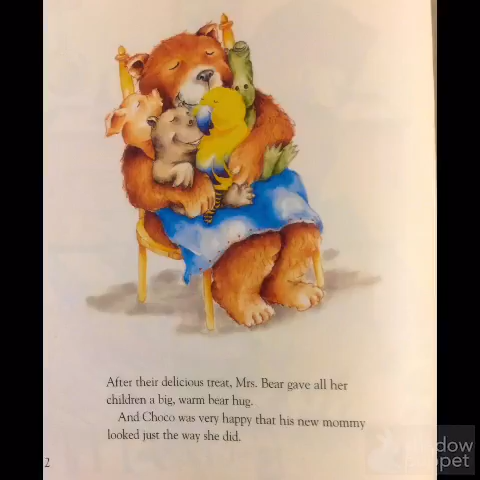 After their delicious treat, Mrs. Bear gave all her
children a big, warm bear hug.
And Choco was very happy that his new mommy
looked just the way she did.
2